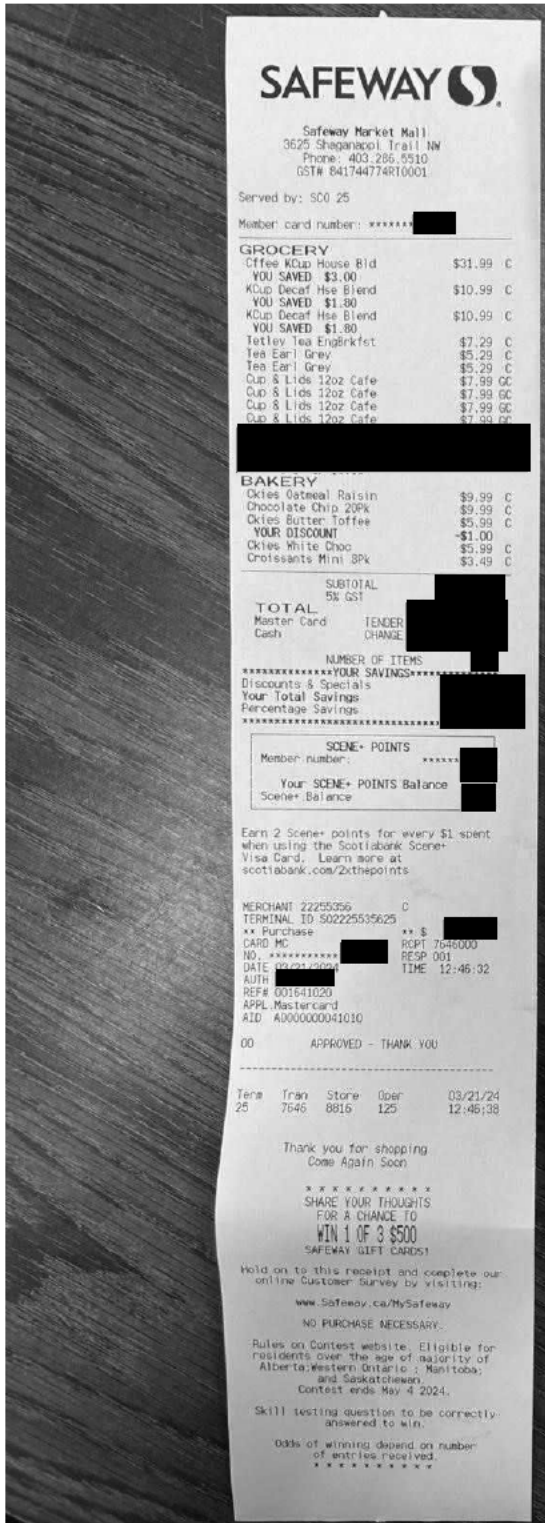 SAFEWAY
Safeway Market Mall
3625 Shaganappi Trail NW
Phone: 403.286.5510
GST# 841744774RT0001
Served by: SCO 25
Member card number: *******
GROCERY
Cffee KCup House Bld $31.99 C
YOU SAVED $3.00
KCup Decaf Hse Blend $10.99 C
YOU SAVED $1.80
KCup Decaf Hse Blend $10.99 C
YOU SAVED $1.80
Tetley Tea EngBrkfst $7.29 C
Tea Earl Grey $5.29 C
Tea Earl Grey $5.29 C
Cup & Lids 12oz Cafe $7.99 GC
Cup & Lids 12oz Cafe $7.99 GC
Cup & Lids 12oz Cafe $7.99 GC
Cup & Lids 12oz Cafe $7.99 GC
BAKERY
Ckies Oatmeal Raisin $9.99 C
Chocolate Chip 20Pk $9.99 C
Ckies Butter Toffee $5.99 C
YOUR DISCOUNT -$1.00
Ckies White Choc $5.99 C
Croissants Mini 8Pk $3.49 C
SUBTOTAL
5% GST
TOTAL
Master Card TENDER
Cash CHANGE
NUMBER OF ITEMS
*************YOUR SAVINGS*************
Discounts & Specials
Your Total Savings
Percentage Savings
************************************
SCENE+ POINTS
Member number: ******
Your SCENE+ POINTS Balance
Scene+ Balance
Earn 2 Scene+ points for every $1 spent
when using the Scotiabank Scene+
Visa Card. Learn more at
scotiabank.com/2xthepoints
MERCHANT 22255356 C
TERMINAL ID S02225535625
** Purchase ** $
CARD MC RCPT 7646000
NO. *********** RESP 001
DATE 03/21/2024 TIME 12:46:32
AUTH
REF# 001641020
APPL.Mastercard
AID A0000000041010
00 APPROVED - THANK YOU
Term Tran Store Oper 03/21/24
25 7646 8816 125 12:46:38
Thank you for shopping
Come Again Soon
* * * * * * * * * *
SHARE YOUR THOUGHTS
FOR A CHANCE TO
WIN 1 OF 3 $500
SAFEWAY GIFT CARDS!
Hold on to this receipt and complete our
online Customer Survey by visiting:
www.Safeway.ca/MySafeway
NO PURCHASE NECESSARY.
Rules on Contest website. Eligible for
residents over the age of majority of
Alberta;Western Ontario ; Manitoba;
and Saskatchewan.
Contest ends May 4 2024.
Skill testing question to be correctly
answered to win.
Odds of winning depend on number
of entries received.
* * * * * * * * * *